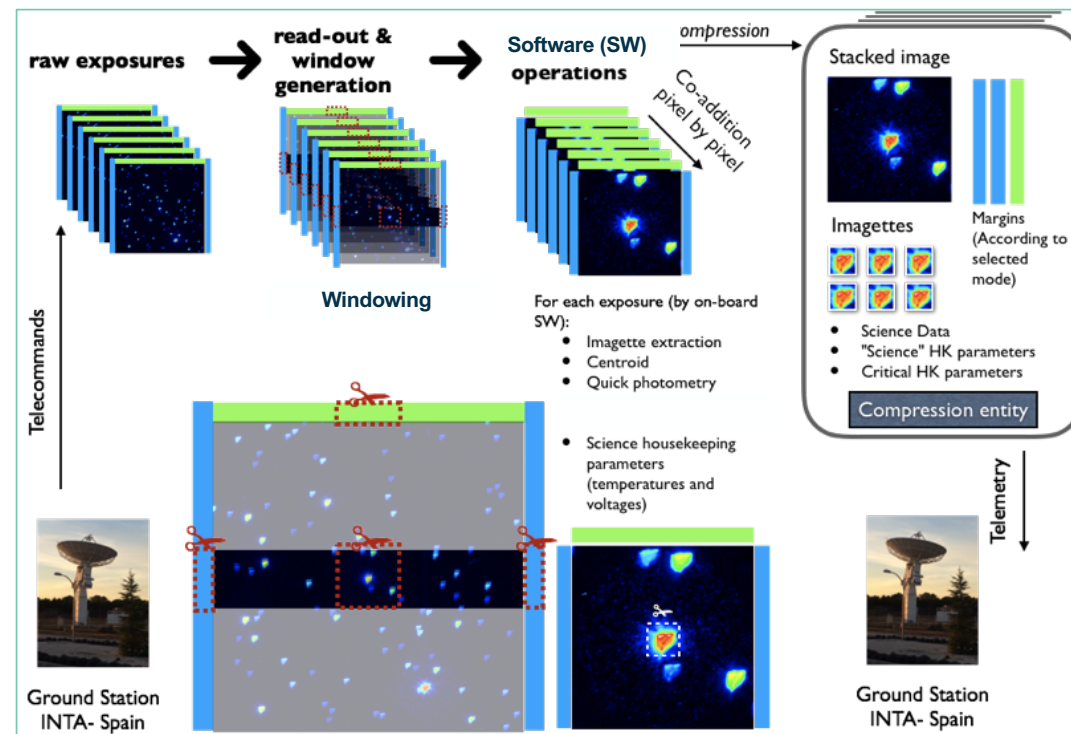 raw exposures
read-out &
window
generation
Software (SW)
operations
ompression
Co-addition
pixel by pixel
Stacked image
Imagettes
Margins
(According to
selected
mode)
• Science Data
• "Science" HK parameters
• Critical HK parameters
Compression entity
Windowing
For each exposure (by on-board
SW):
• Imagette extraction
• Centroid
• Quick photometry
• Science housekeeping
parameters
(temperatures and
voltages)
Telecommands
Telemetry
Ground Station
INTA- Spain
Ground Station
INTA- Spain